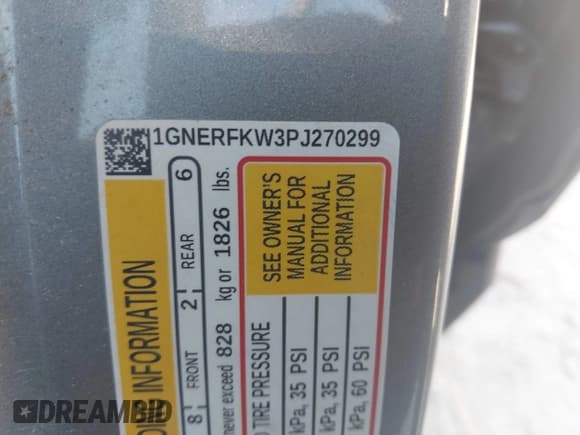 1GNERFKW3PJ270299
INFORMATION
8 FRONT 2 REAR 6
never exceed 828 kg or 1826 lbs.
TIRE PRESSURE
SEE OWNER'S
MANUAL FOR
ADDITIONAL
INFORMATION
kPa, 35 PSI
kPa, 35 PSI
kPa, 60 PSI
DREAMBID